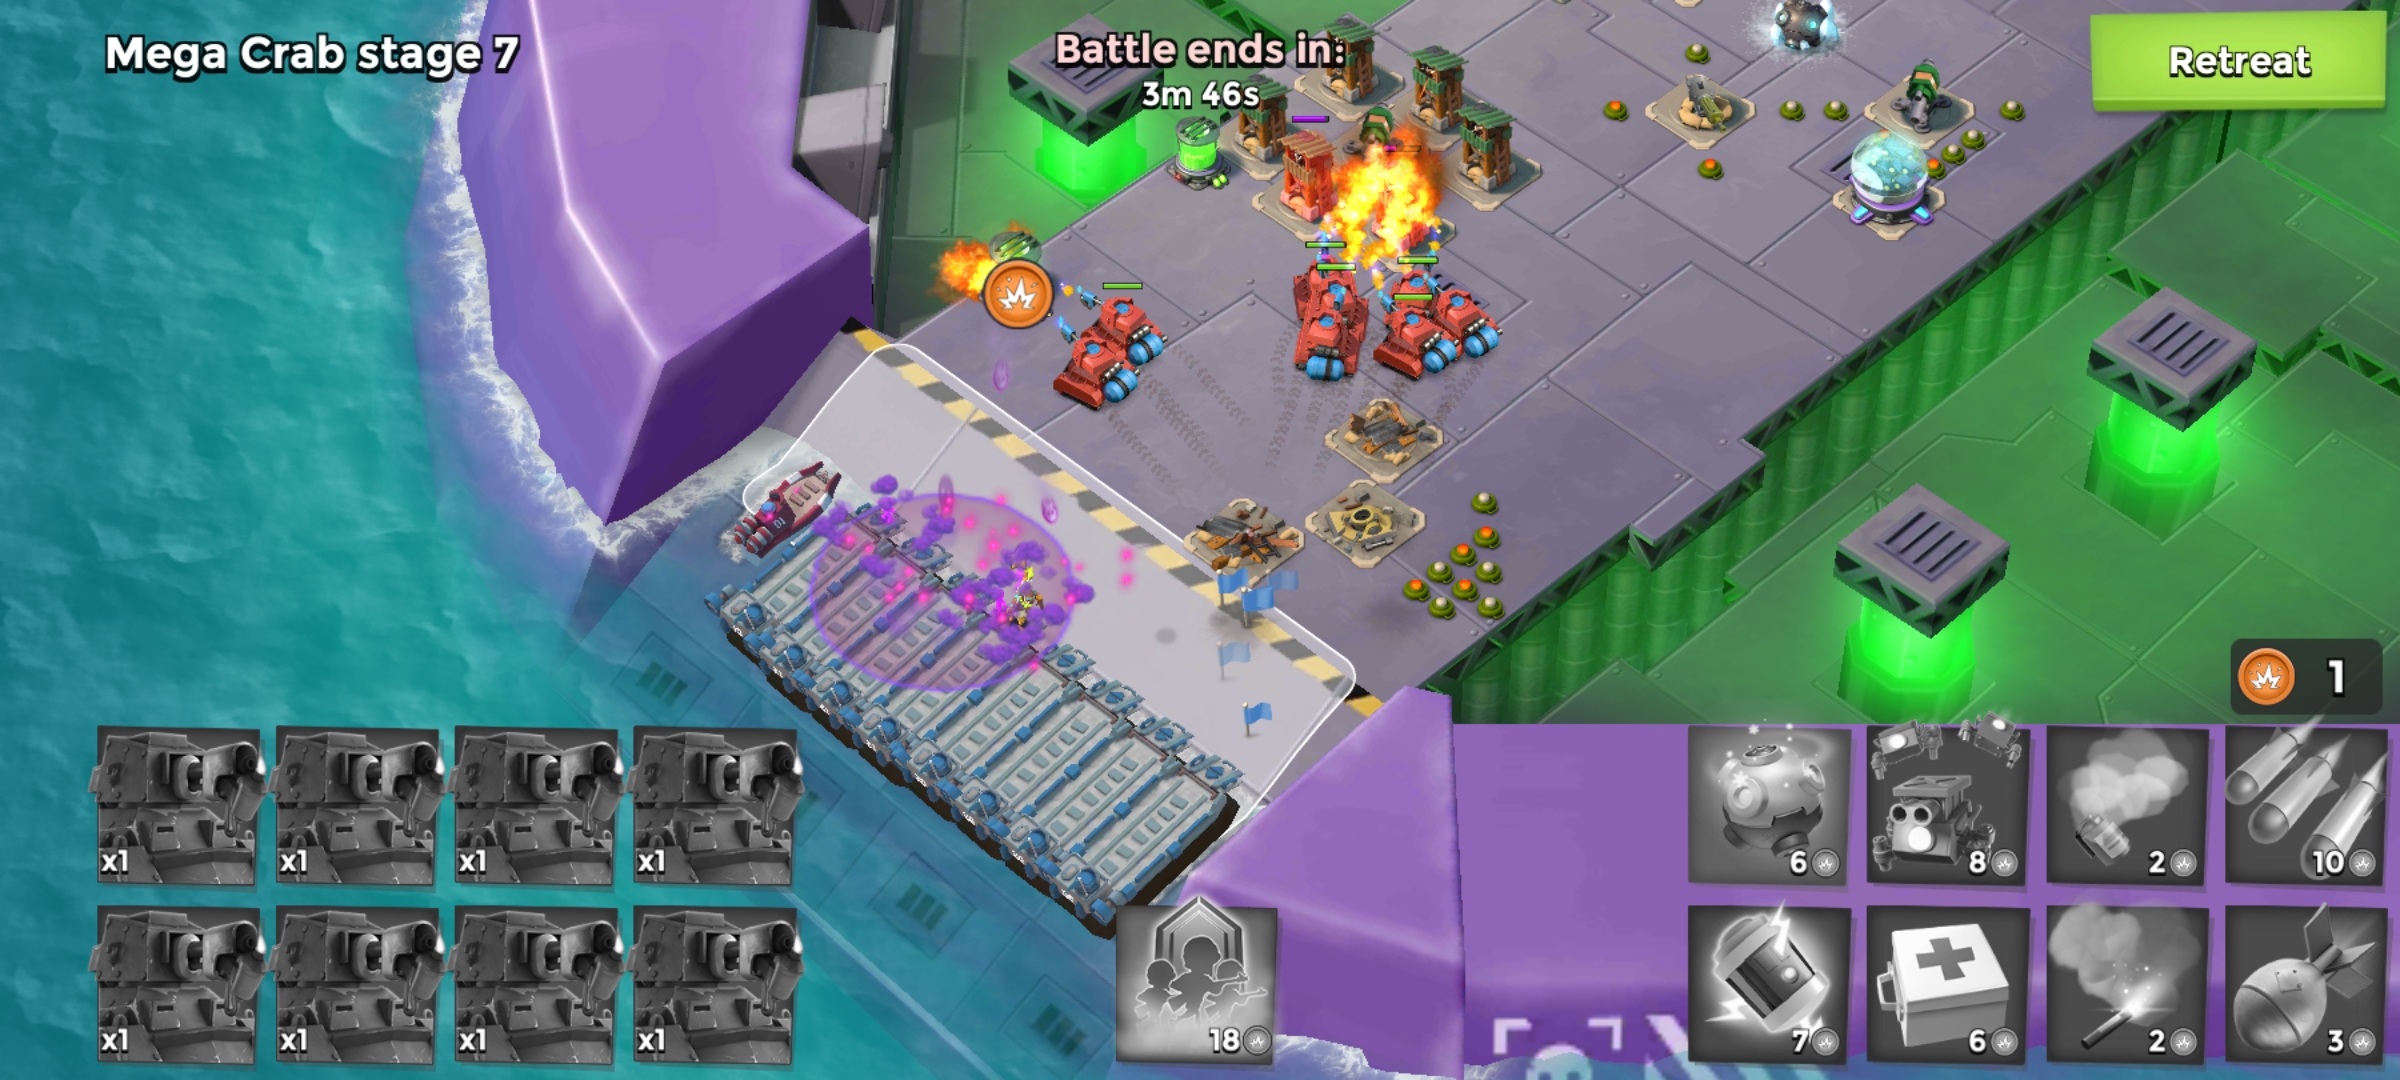 Mega Crab stage 7
Battle ends in:
3m 46s
Retreat
1
x1
x1
x1
x1
6
8
2
10
x1
x1
x1
x1
18
7
6
2
3